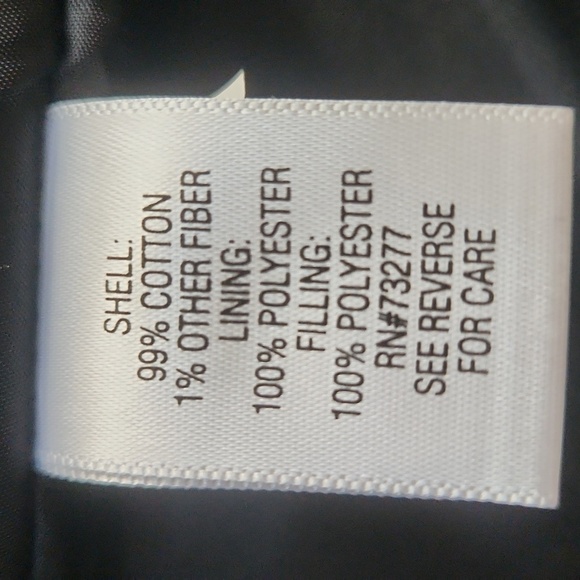 SHELL:
99% COTTON
1% OTHER FIBER
LINING:
100% POLYESTER
FILLING:
100% POLYESTER
RN#73277
SEE REVERSE
FOR CARE